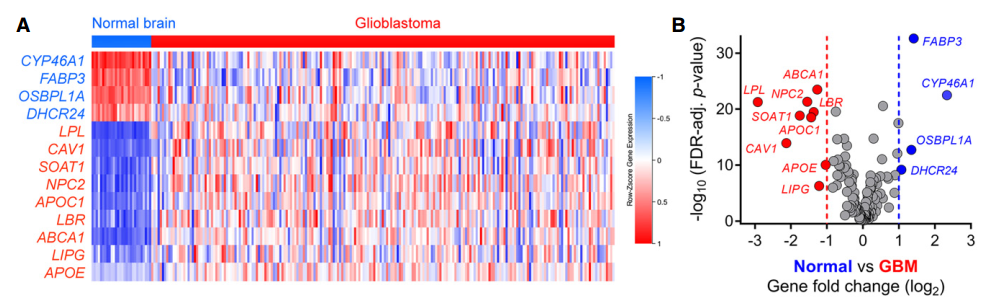 A
Normal brain
Glioblastoma
CYP46A1
FABP3
OSBPL1A
DHCR24
LPL
CAV1
SOAT1
NPC2
APOC1
LBR
ABCA1
LIPG
APOE
-1
-0.5
0
0.5
1
Row-Zscore Gene Expression
B
-log10 (FDR-adj. p-value)
30
20
10
0
-3
-2
-1
0
1
2
3
FABP3
CYP46A1
OSBPL1A
DHCR24
ABCA1
LPL
NPC2
LBR
SOAT1
APOC1
CAV1
APOE
LIPG
Normal vs GBM
Gene fold change (log2)